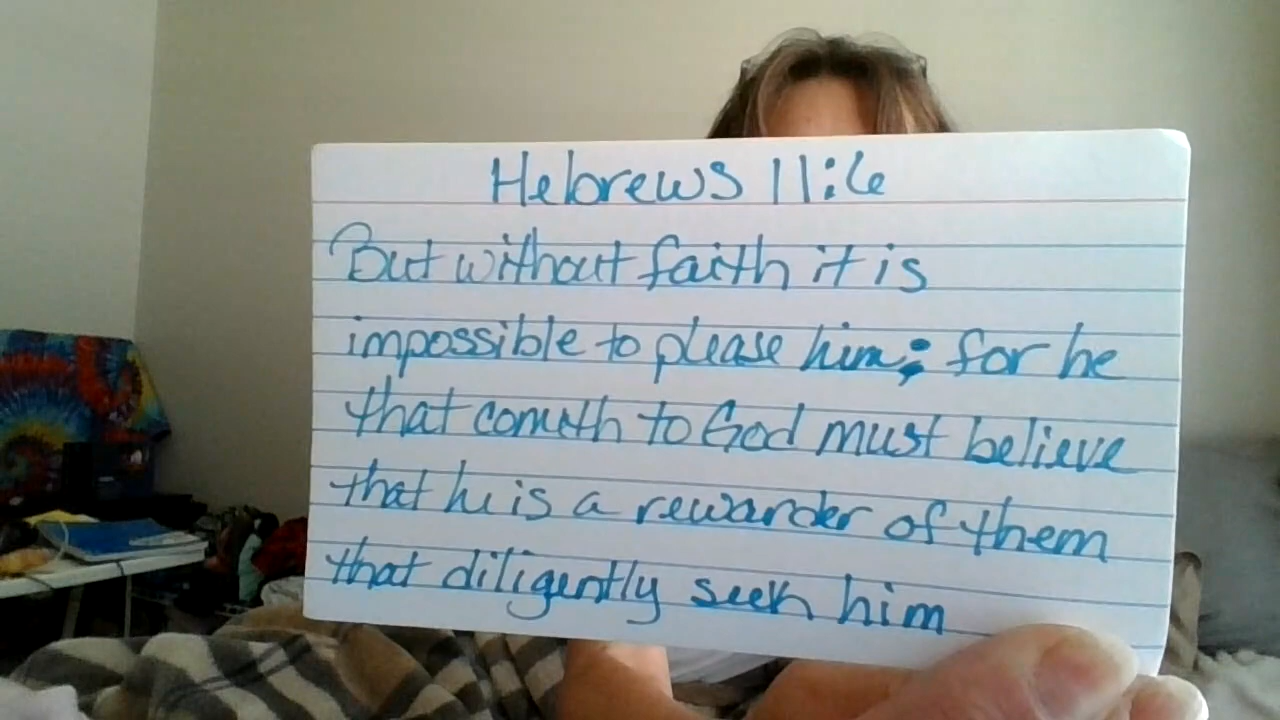 Hebrews 11:6
But without faith it is
impossible to please him; for he
that cometh to God must believe
that he is a rewarder of them
that diligently seek him